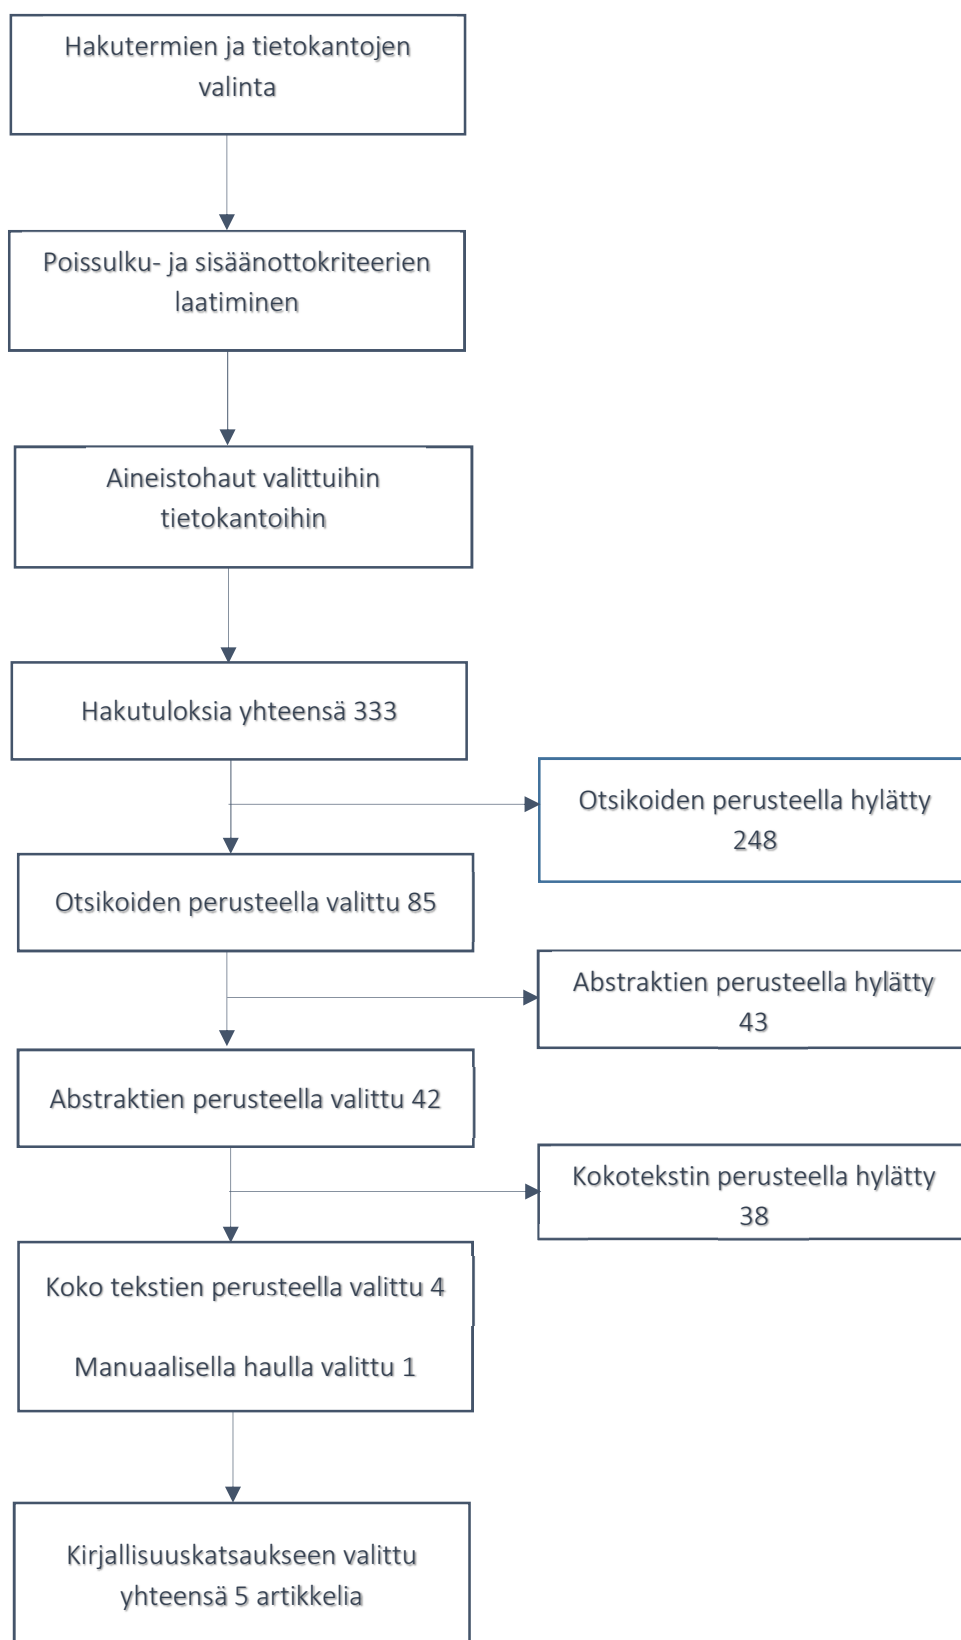 Hakutermien ja tietokantojen
valinta
Poissulku- ja sisäänottokriteerien
laatiminen
Aineistohaut valittuihin
tietokantoihin
Hakutuloksia yhteensä 333
Otsikoiden perusteella hylätty
248
Otsikoiden perusteella valittu 85
Abstraktien perusteella hylätty
43
Abstraktien perusteella valittu 42
Kokotekstin perusteella hylätty
38
Koko tekstien perusteella valittu 4
Manuaalisella haulla valittu 1
Kirjallisuuskatsaukseen valittu
yhteensä 5 artikkelia